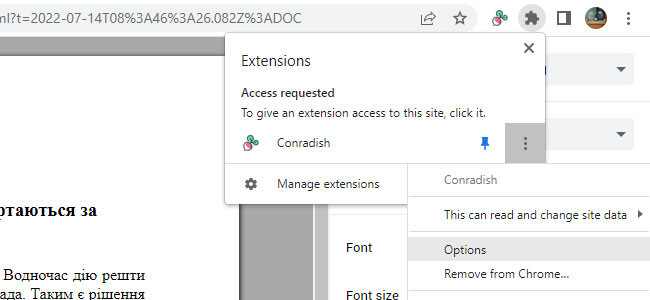 ml?t=2022-07-14T08%3A46%3A26.082Z%3ADOC
Extensions
Access requested
To give an extension access to this site, click it.
Conradish
Manage extensions
Conradish
This can read and change site data
Options
Remove from Chrome...
ртаються за
Водночас дію решти
ада. Таким є рішення
Font
Font size